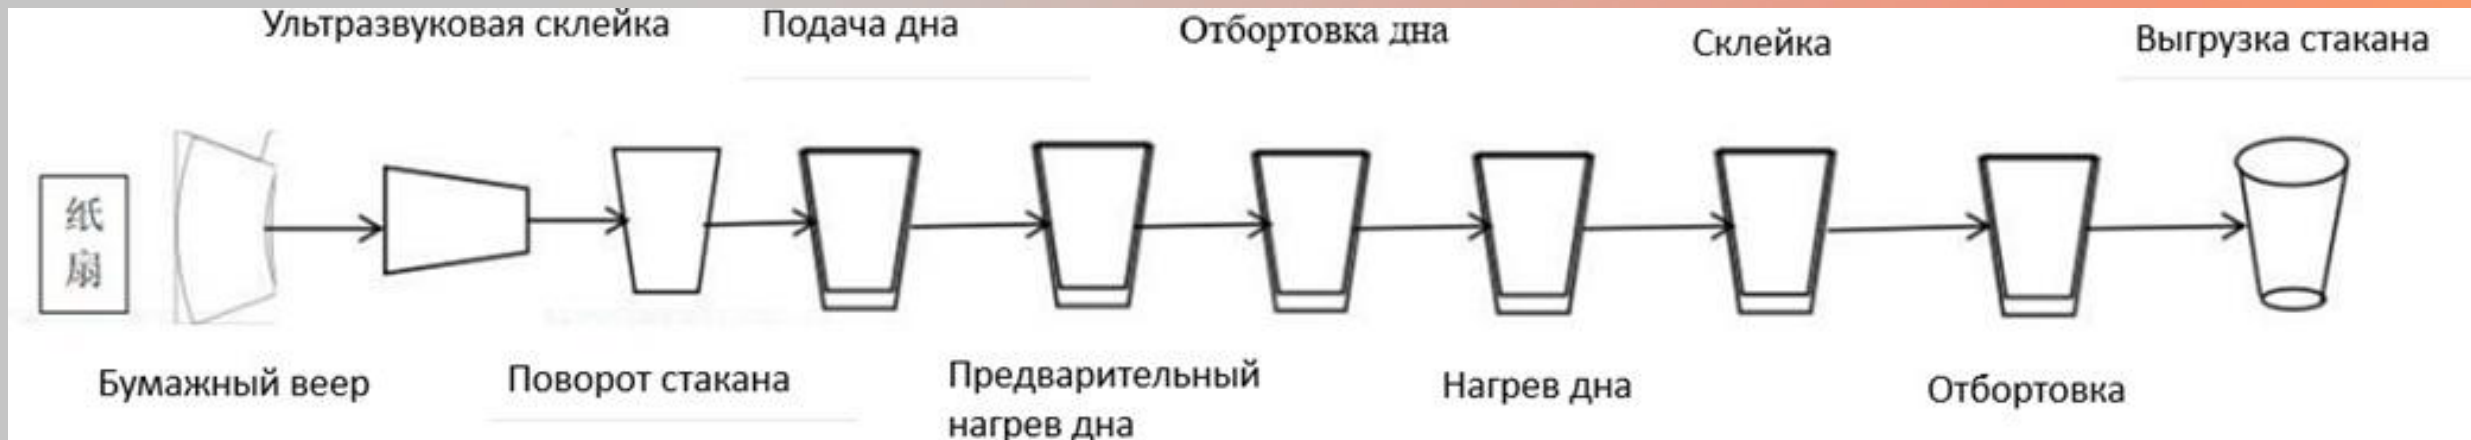 Ультразвуковая склейка
Подача дна
Отбортовка дна
Склейка
Выгрузка стакана
纸
扇
Бумажный веер
Поворот стакана
Предварительный
нагрев дна
Нагрев дна
Отбортовка